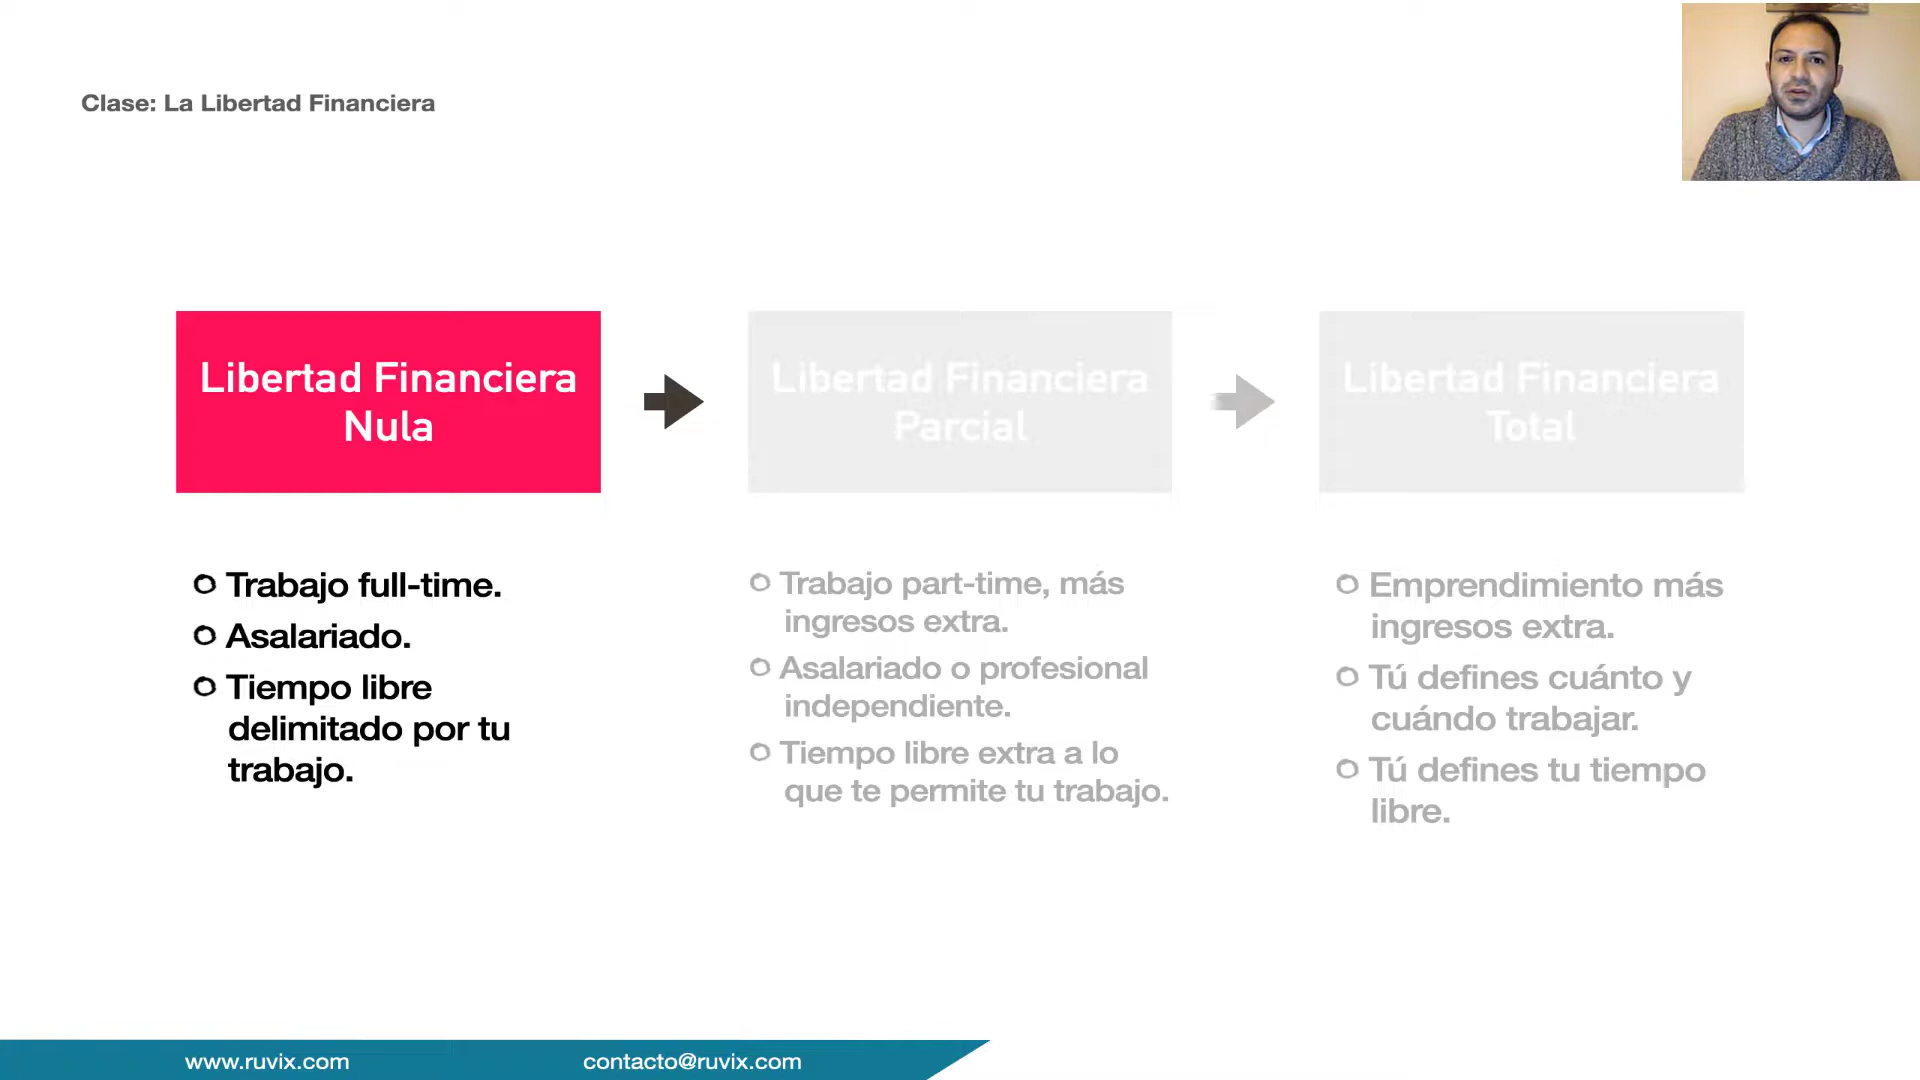 Clase: La Libertad Financiera
Libertad Financiera
Nula
Libertad Financiera
Parcial
Libertad Financiera
Total
Trabajo full-time.
Asalariado.
Tiempo libre
delimitado por tu
trabajo.
Trabajo part-time, más
ingresos extra.
Asalariado o profesional
independiente.
Tiempo libre extra a lo
que te permite tu trabajo.
Emprendimiento más
ingresos extra.
Tú defines cuánto y
cuándo trabajar.
Tú defines tu tiempo
libre.
www.ruvix.com
contacto@ruvix.com